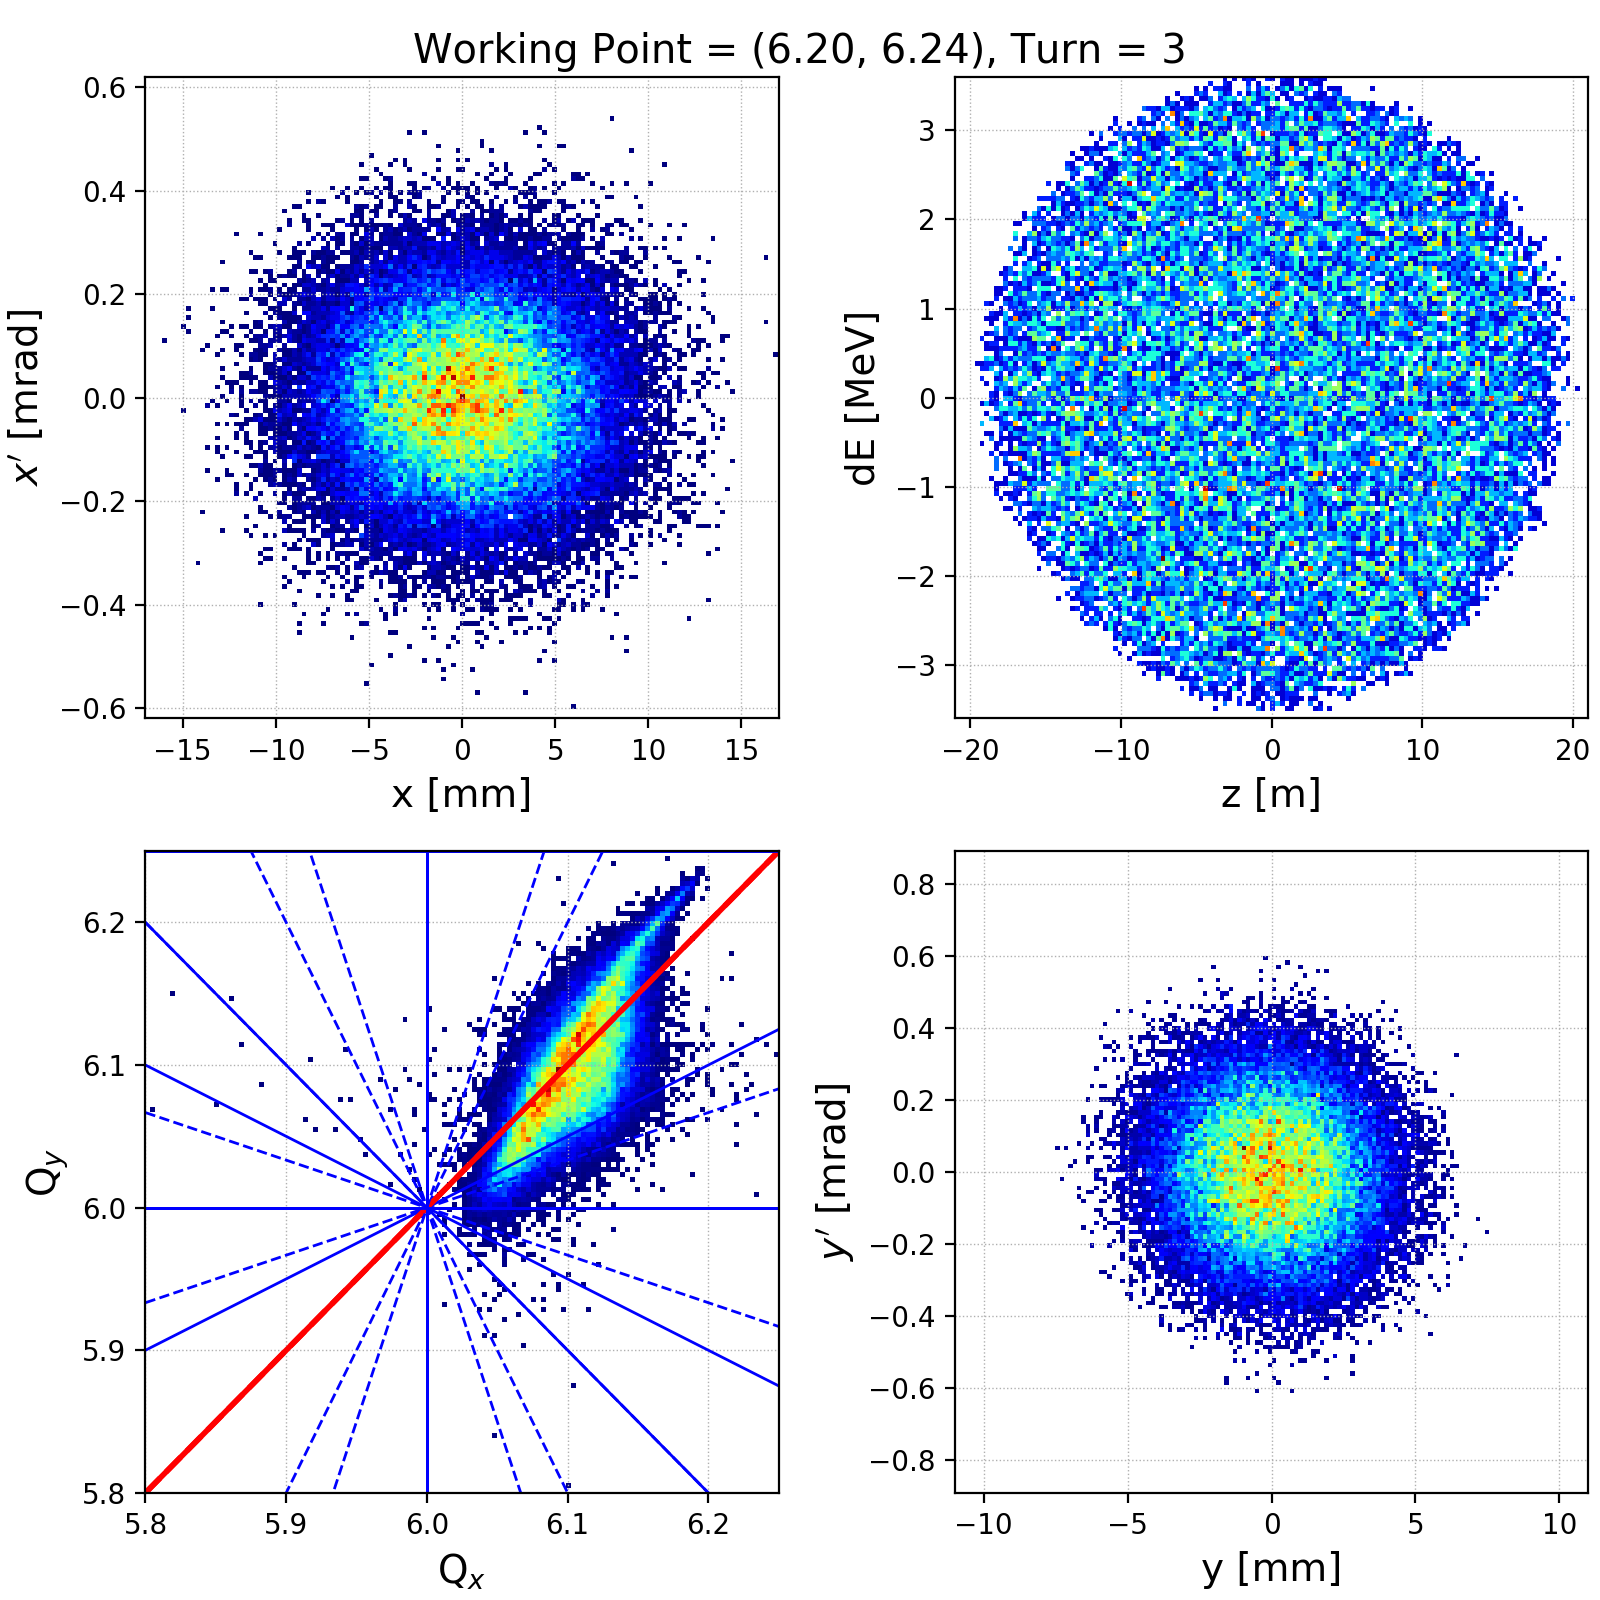 Working Point = (6.20, 6.24), Turn = 3
0.6
0.4
0.2
0.0
−0.2
−0.4
−0.6
x′ [mrad]
−15 −10 −5 0 5 10 15
x [mm]
3
2
1
0
−1
−2
−3
dE [MeV]
−20 −10 0 10 20
z [m]
6.2
6.1
6.0
5.9
5.8
Qy
5.8 5.9 6.0 6.1 6.2
Qx
0.8
0.6
0.4
0.2
0.0
−0.2
−0.4
−0.6
−0.8
y′ [mrad]
−10 −5 0 5 10
y [mm]